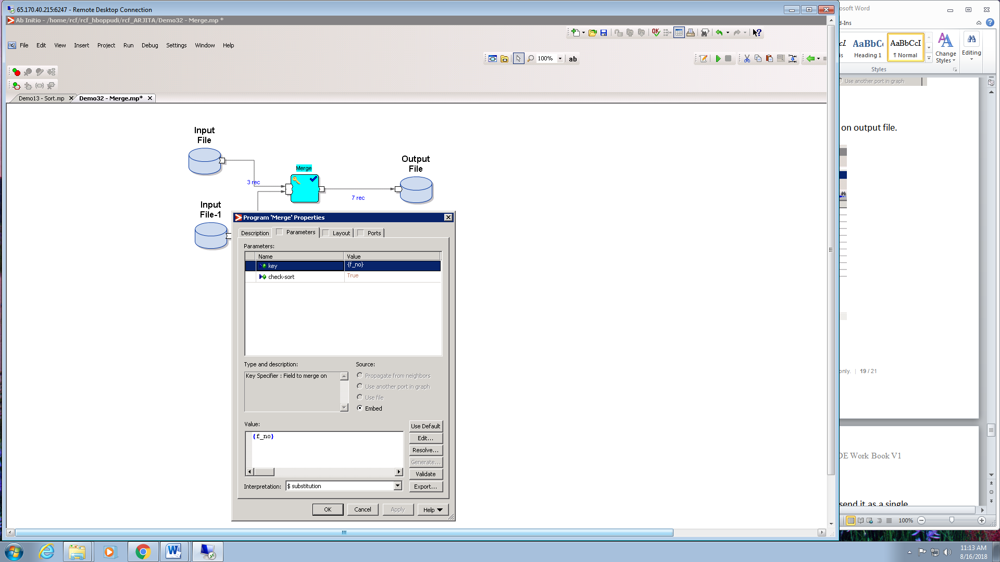 65.170.40.215:6247 - Remote Desktop Connection
Ab Initio - /home/rcf/rcf_hboppudi/rcf_ARJITA/Demo32 - Merge.mp *
File Edit View Insert Project Run Debug Settings Window Help
OK
100% ab
Demo13 - Sort.mp
Demo32 - Merge.mp*
Input
File
Merge
Output
File
3 rec
7 rec
Input
File-1
Program 'Merge' Properties
Description Parameters Layout Ports
Parameters:
Name Value
key {f_no}
check-sort True
Type and description:
Key Specifier : Field to merge on
Source:
Propagate from neighbors
Use another port in graph
Use file
Embed
Value:
{f_no}
Use Default
Edit...
Resolve...
Generate...
Validate
Export...
Interpretation: $ substitution
OK Cancel Apply Help
osoft Word
d-Ins
AaBbC AaBbCcI
Heading 1 ¶ Normal
Change
Styles
Editing
Styles
Use another port in graph
on output file.
only. | 19 / 21
DE Work Book V1
send it as a single
100%
11:13 AM
8/16/2018